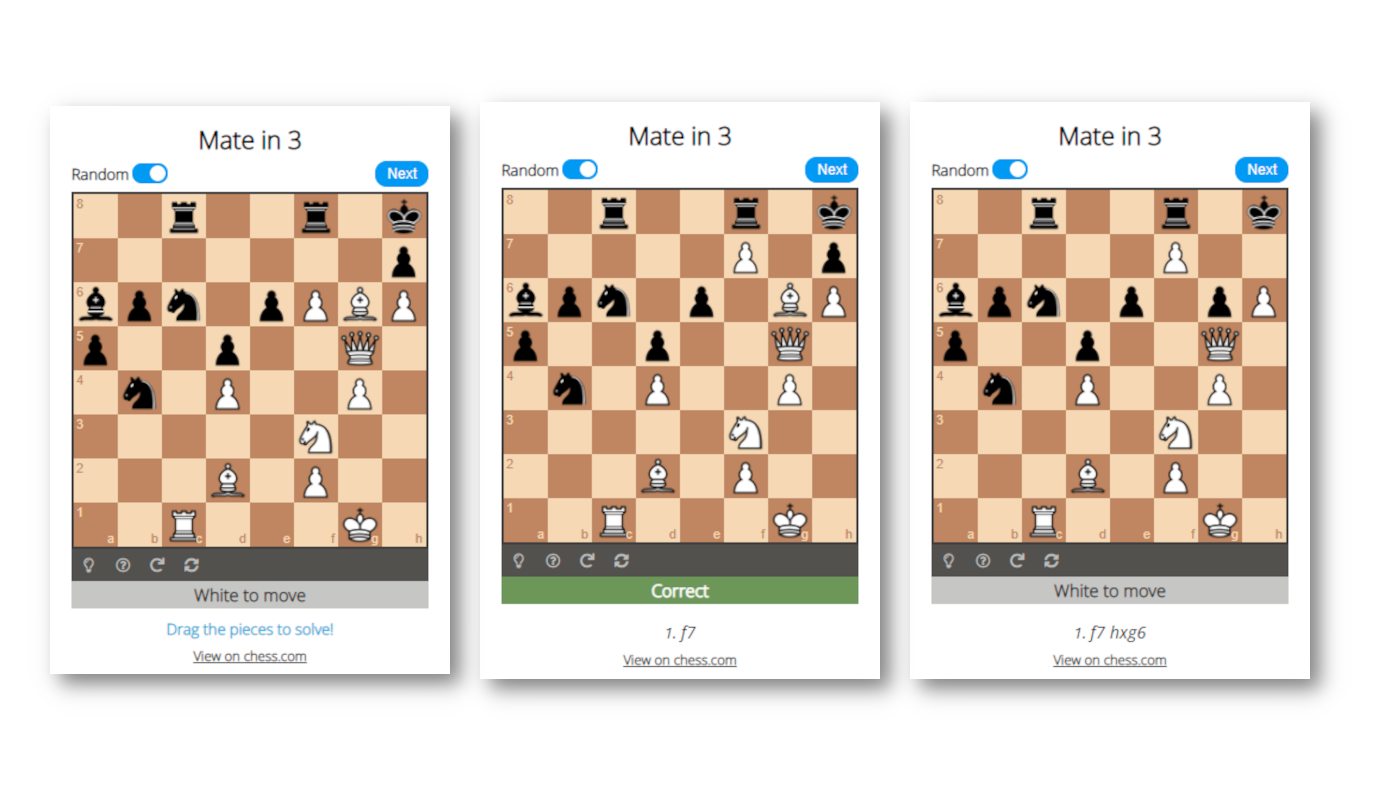 Mate in 3
Random
Next
8
7
6
5
4
3
2
1
a b c d e f g h
White to move
Drag the pieces to solve!
View on chess.com
Mate in 3
Random
Next
8
7
6
5
4
3
2
1
a b c d e f g h
Correct
1. f7
View on chess.com
Mate in 3
Random
Next
8
7
6
5
4
3
2
1
a b c d e f g h
White to move
1. f7 hxg6
View on chess.com